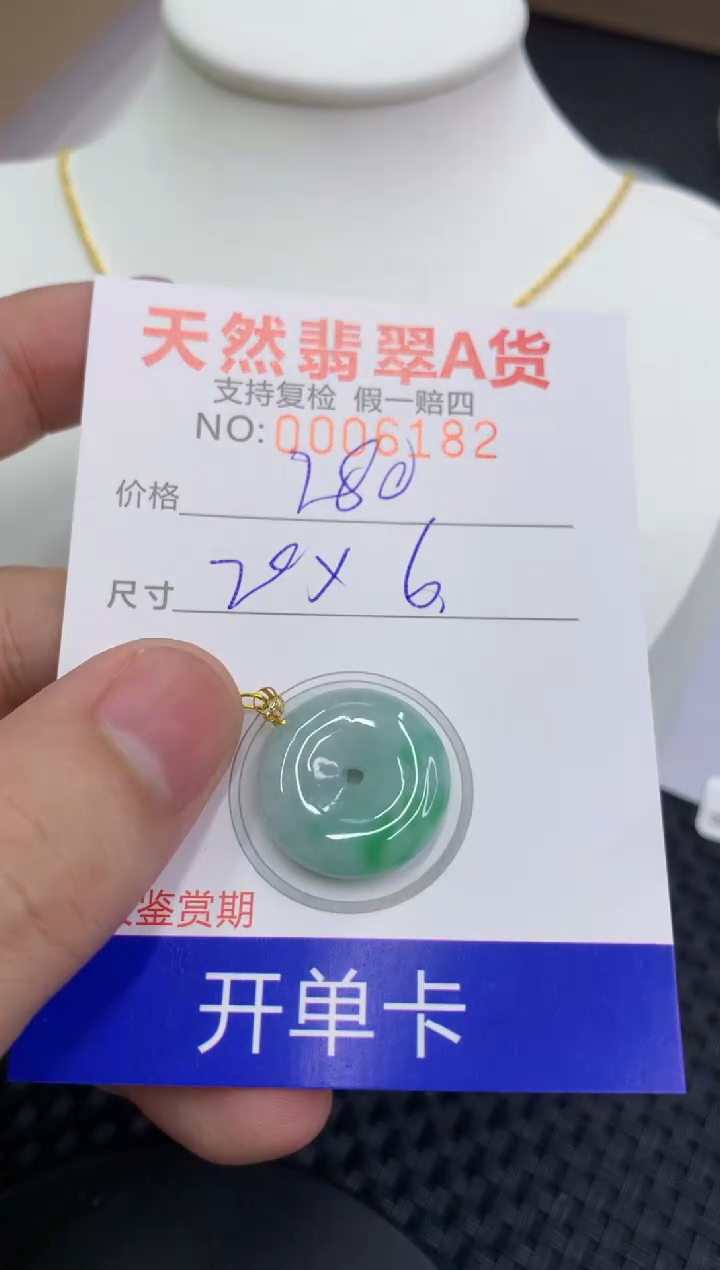 天然翡翠A货
支持复检 假一赔四
NO: 0006182
价格 280
尺寸 20x6
鉴赏期
开单卡